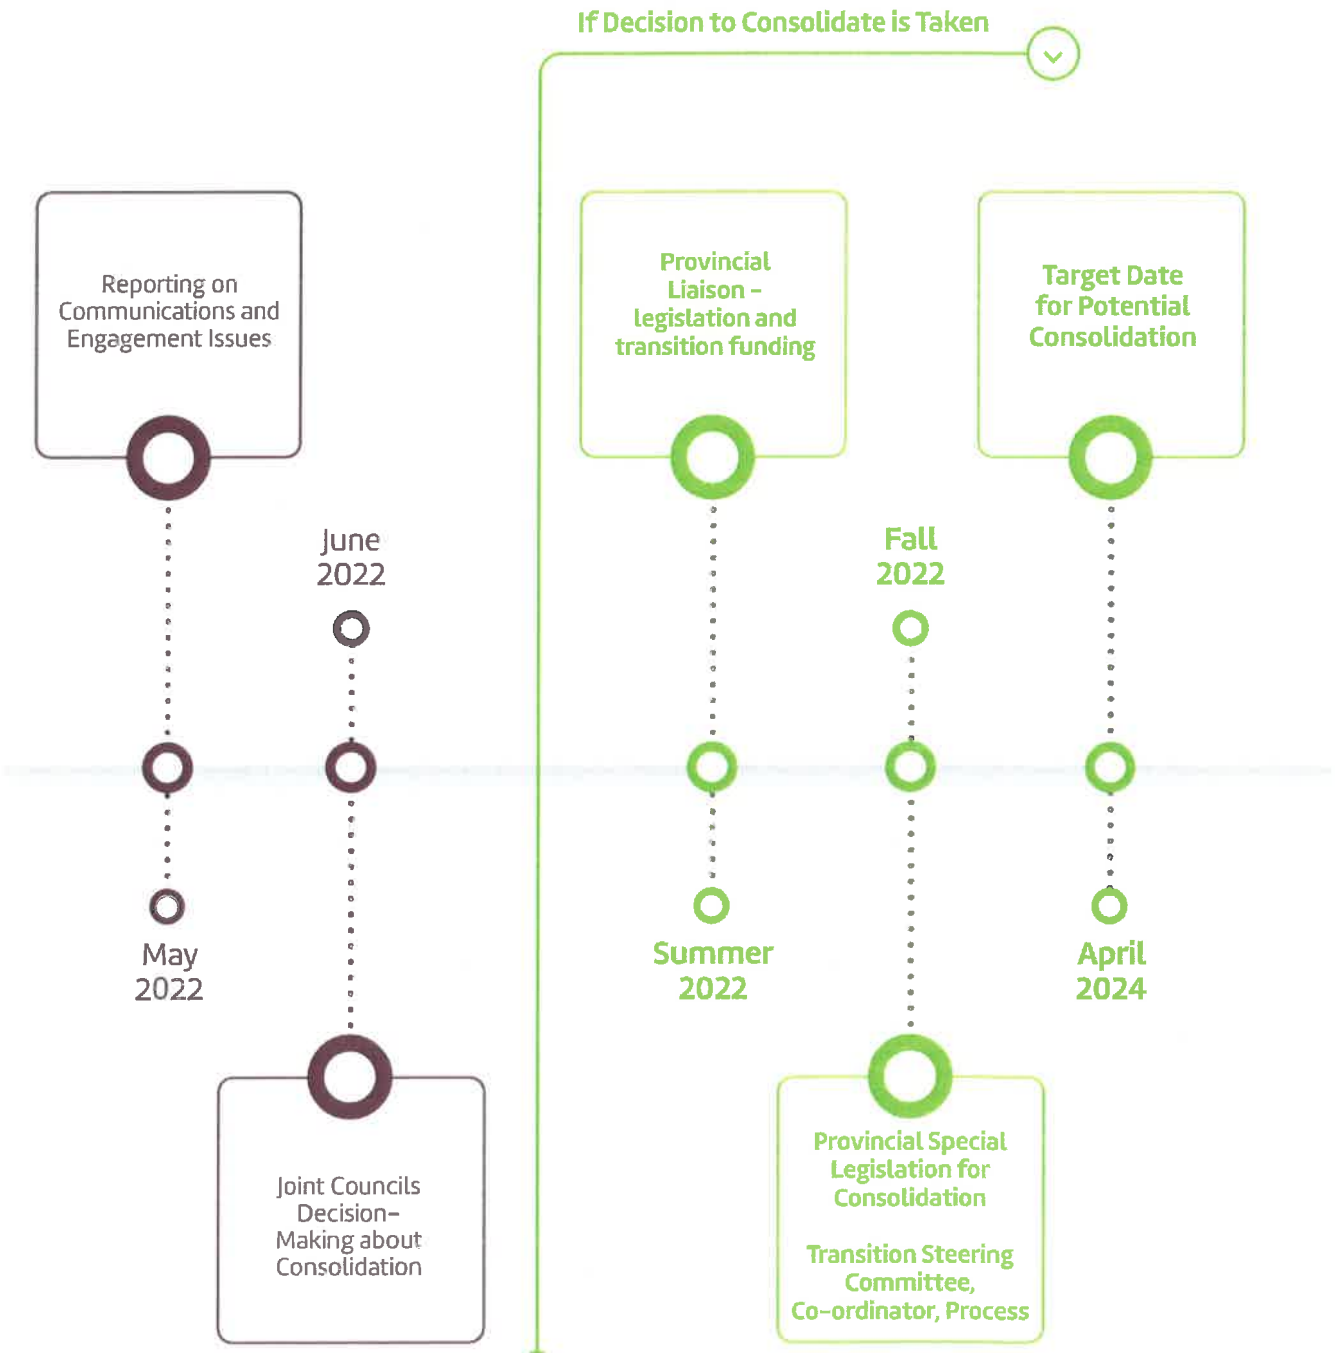 If Decision to Consolidate is Taken
Reporting on
Communications and
Engagement Issues
May
2022
June
2022
Joint Councils
Decision-
Making about
Consolidation
Provincial
Liaison –
legislation and
transition funding
Summer
2022
Fall
2022
Provincial Special
Legislation for
Consolidation
Transition Steering
Committee,
Co-ordinator, Process
Target Date
for Potential
Consolidation
April
2024